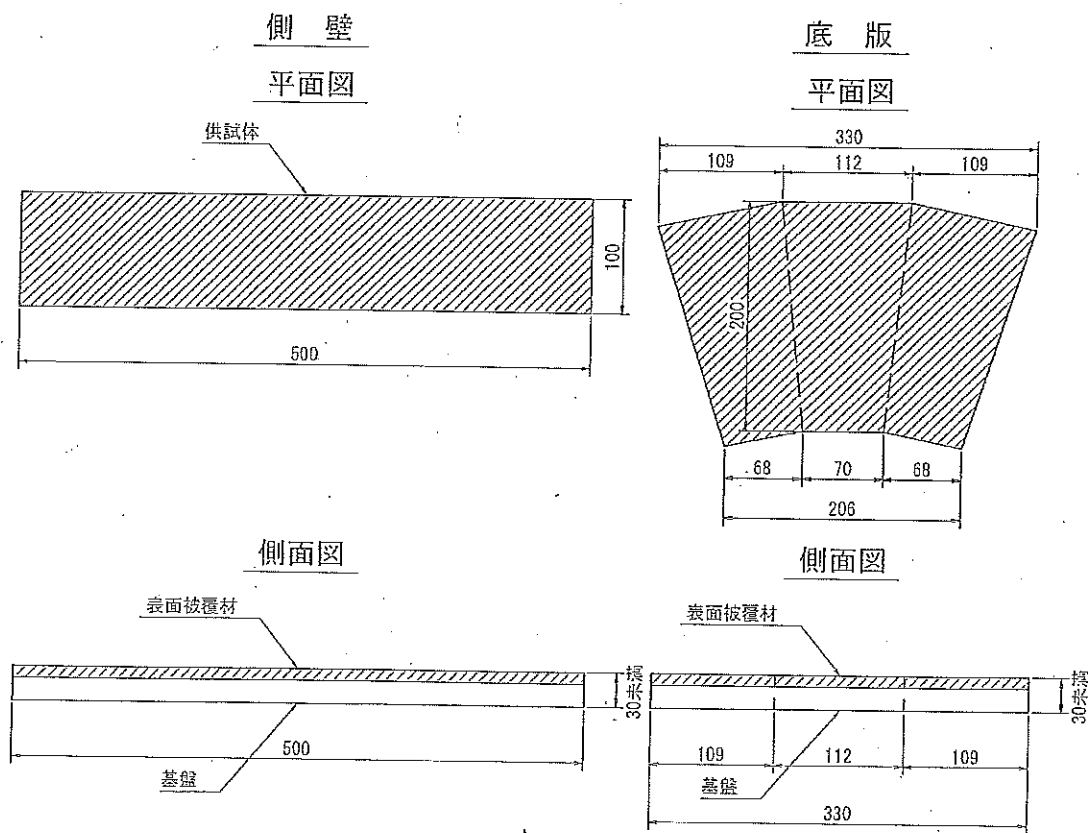 側 壁
平面図
供試体
100
500
側面図
表面被覆材
30未満
500
基盤
底 版
平面図
330
109
112
109
200
68
70
68
206
側面図
表面被覆材
30未満
109
112
109
基盤
330